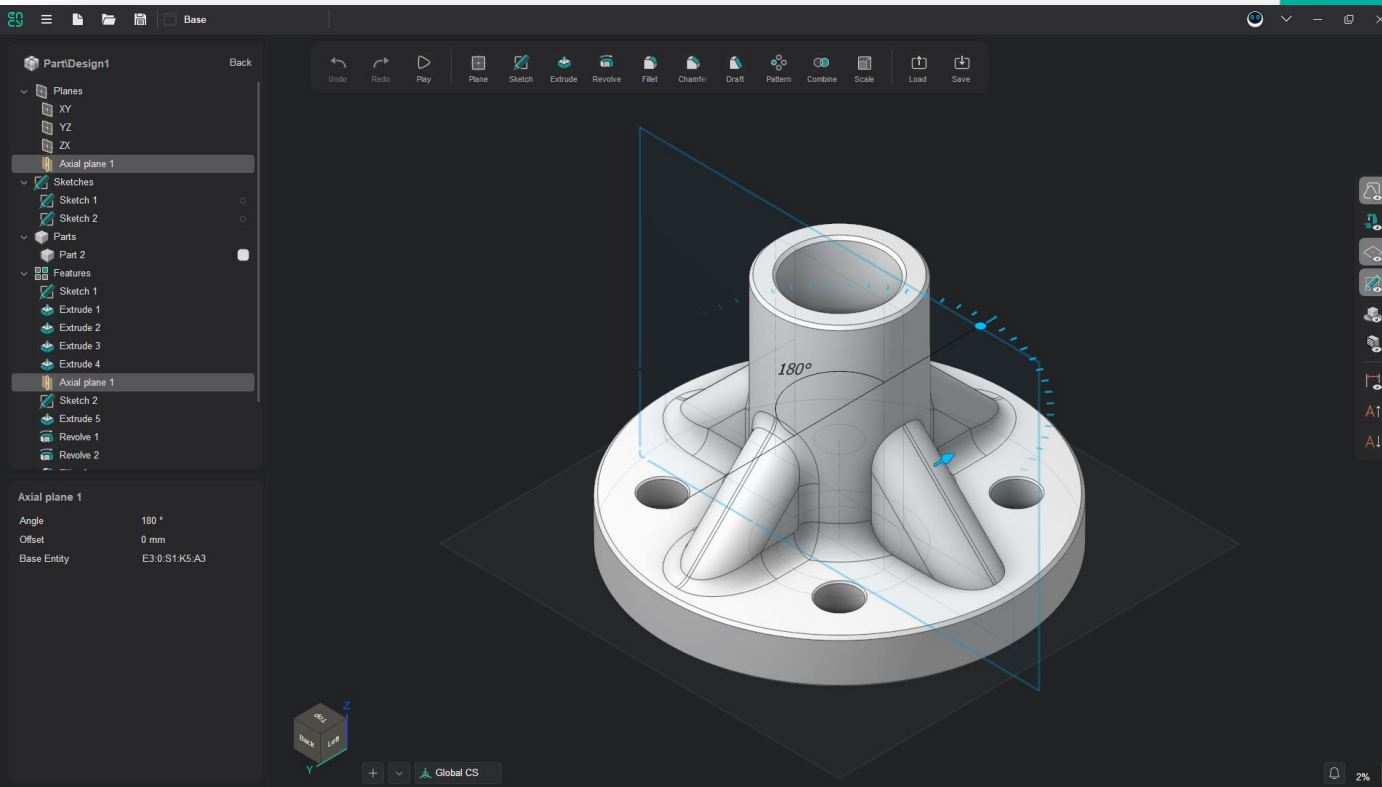 ency
Base
Part\Design1
Back
Undo
Redo
Play
Plane
Sketch
Extrude
Revolve
Fillet
Chamfer
Draft
Pattern
Combine
Scale
Load
Save
Planes
XY
YZ
ZX
Axial plane 1
Sketches
Sketch 1
Sketch 2
Parts
Part 2
Features
Sketch 1
Extrude 1
Extrude 2
Extrude 3
Extrude 4
Axial plane 1
Sketch 2
Extrude 5
Revolve 1
Revolve 2
Axial plane 1
Angle 180 °
Offset 0 mm
Base Entity E3:0:S1:K5:A3
180°
A
A
Top
Back
Left
Z
Y
Global CS
2%